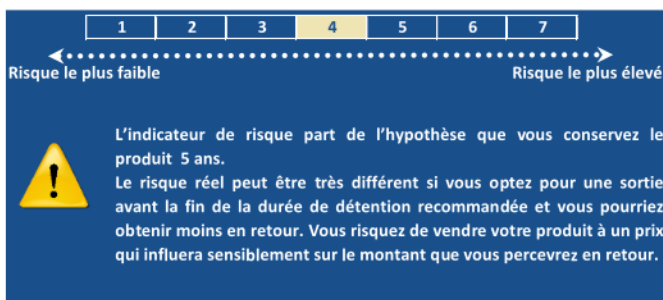 1 2 3 4 5 6 7
Risque le plus faible Risque le plus élevé
L'indicateur de risque part de l'hypothèse que vous conservez le
produit 5 ans.
Le risque réel peut être très différent si vous optez pour une sortie
avant la fin de la durée de détention recommandée et vous pourriez
obtenir moins en retour. Vous risquez de vendre votre produit à un prix
qui influera sensiblement sur le montant que vous percevrez en retour.